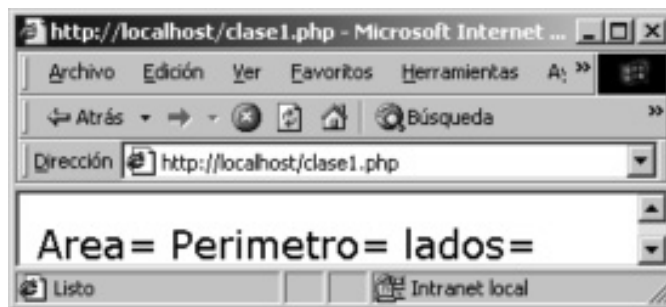 http://localhost/clase1.php - Microsoft Internet ...
Archivo Edición Ver Favoritos Herramientas Ay »
Atrás Búsqueda »
Dirección http://localhost/clase1.php
Area= Perimetro= lados=
Listo Intranet local